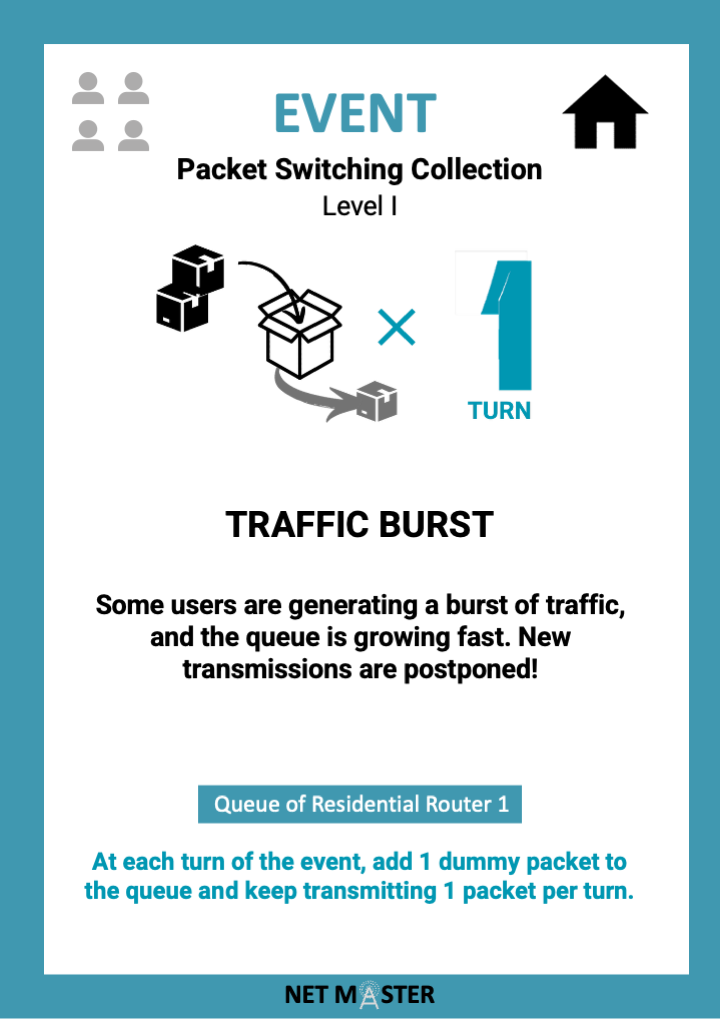 EVENT
Packet Switching Collection
Level I
× 1
TURN
TRAFFIC BURST
Some users are generating a burst of traffic,
and the queue is growing fast. New
transmissions are postponed!
Queue of Residential Router 1
At each turn of the event, add 1 dummy packet to
the queue and keep transmitting 1 packet per turn.
NET MASTER